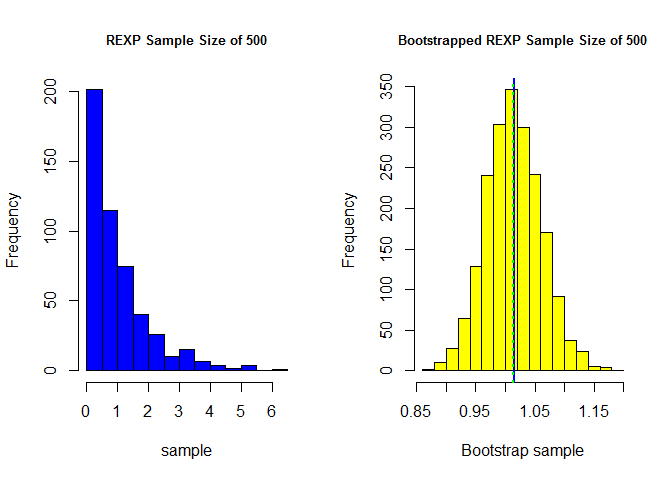 REXP Sample Size of 500
Frequency
200
150
100
50
0
0 1 2 3 4 5 6
sample
Bootstrapped REXP Sample Size of 500
Frequency
350
300
250
200
150
100
50
0
0.85 0.95 1.05 1.15
Bootstrap sample